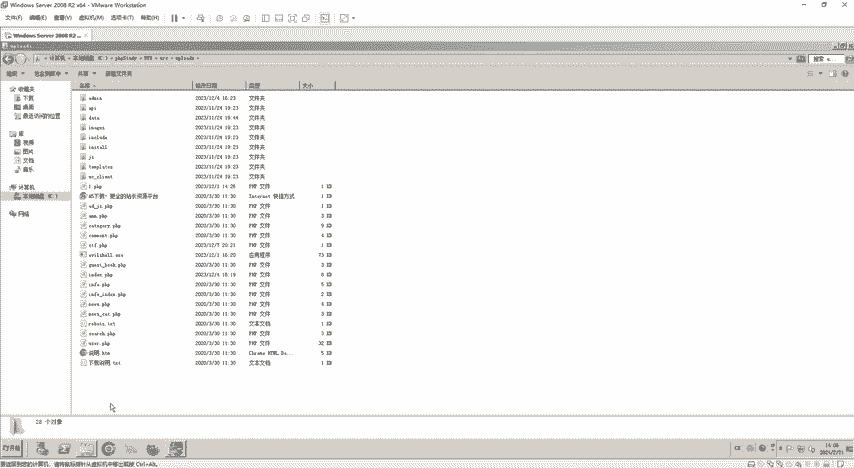 Windows Server 2008 R2 x64 - VMware Workstation
文件(F) 编辑(E) 查看(V) 虚拟机(M) 选项卡(T) 帮助(H)
Windows Server 2008 R2 ...
uploads
计算机 本地磁盘 (C:) phpStudy WWW uploads
组织 包含到库中 共享 新建文件夹
名称 修改日期 类型 大小
收藏夹
下载
桌面
最近访问的位置
库
视频
图片
文档
音乐
计算机
本地磁盘 (C:)
网络
2023/12/4 16:23 文件夹
api 2023/11/24 19:23 文件夹
data 2023/11/24 19:44 文件夹
images 2023/11/24 19:23 文件夹
include 2023/11/24 19:23 文件夹
install 2023/11/24 19:23 文件夹
js 2023/11/24 19:23 文件夹
templates 2023/11/24 19:23 文件夹
uc_client 2023/11/24 19:23 文件夹
1.php 2023/12/1 14:26 PHP 文件 1 KB
A5下载- 更全的站长资源平台 2020/3/30 11:30 Internet 快捷方式 1 KB
ad_js.php 2020/3/30 11:30 PHP 文件 1 KB
ann.php 2020/3/30 11:30 PHP 文件 3 KB
category.php 2020/3/30 11:30 PHP 文件 9 KB
comment.php 2020/3/30 11:30 PHP 文件 4 KB
ctf.php 2023/12/7 20:21 PHP 文件 1 KB
evilshell.exe 2023/12/1 16:20 应用程序 73 KB
guest_book.php 2020/3/30 11:30 PHP 文件 3 KB
index.php 2023/12/4 16:19 PHP 文件 8 KB
info.php 2020/3/30 11:30 PHP 文件 5 KB
info_index.php 2020/3/30 11:30 PHP 文件 2 KB
news.php 2020/3/30 11:30 PHP 文件 4 KB
news_cat.php 2020/3/30 11:30 PHP 文件 3 KB
robots.txt 2020/3/30 11:30 文本文档 1 KB
search.php 2020/3/30 11:30 PHP 文件 3 KB
user.php 2020/3/30 11:30 PHP 文件 32 KB
说明.htm 2020/3/30 11:30 Chrome HTML Do... 5 KB
下载说明.txt 2020/3/30 11:30 文本文档 1 KB
28 个对象
开始
要返回到您的计算机，请将鼠标指针从虚拟机中移出或按 Ctrl+Alt。